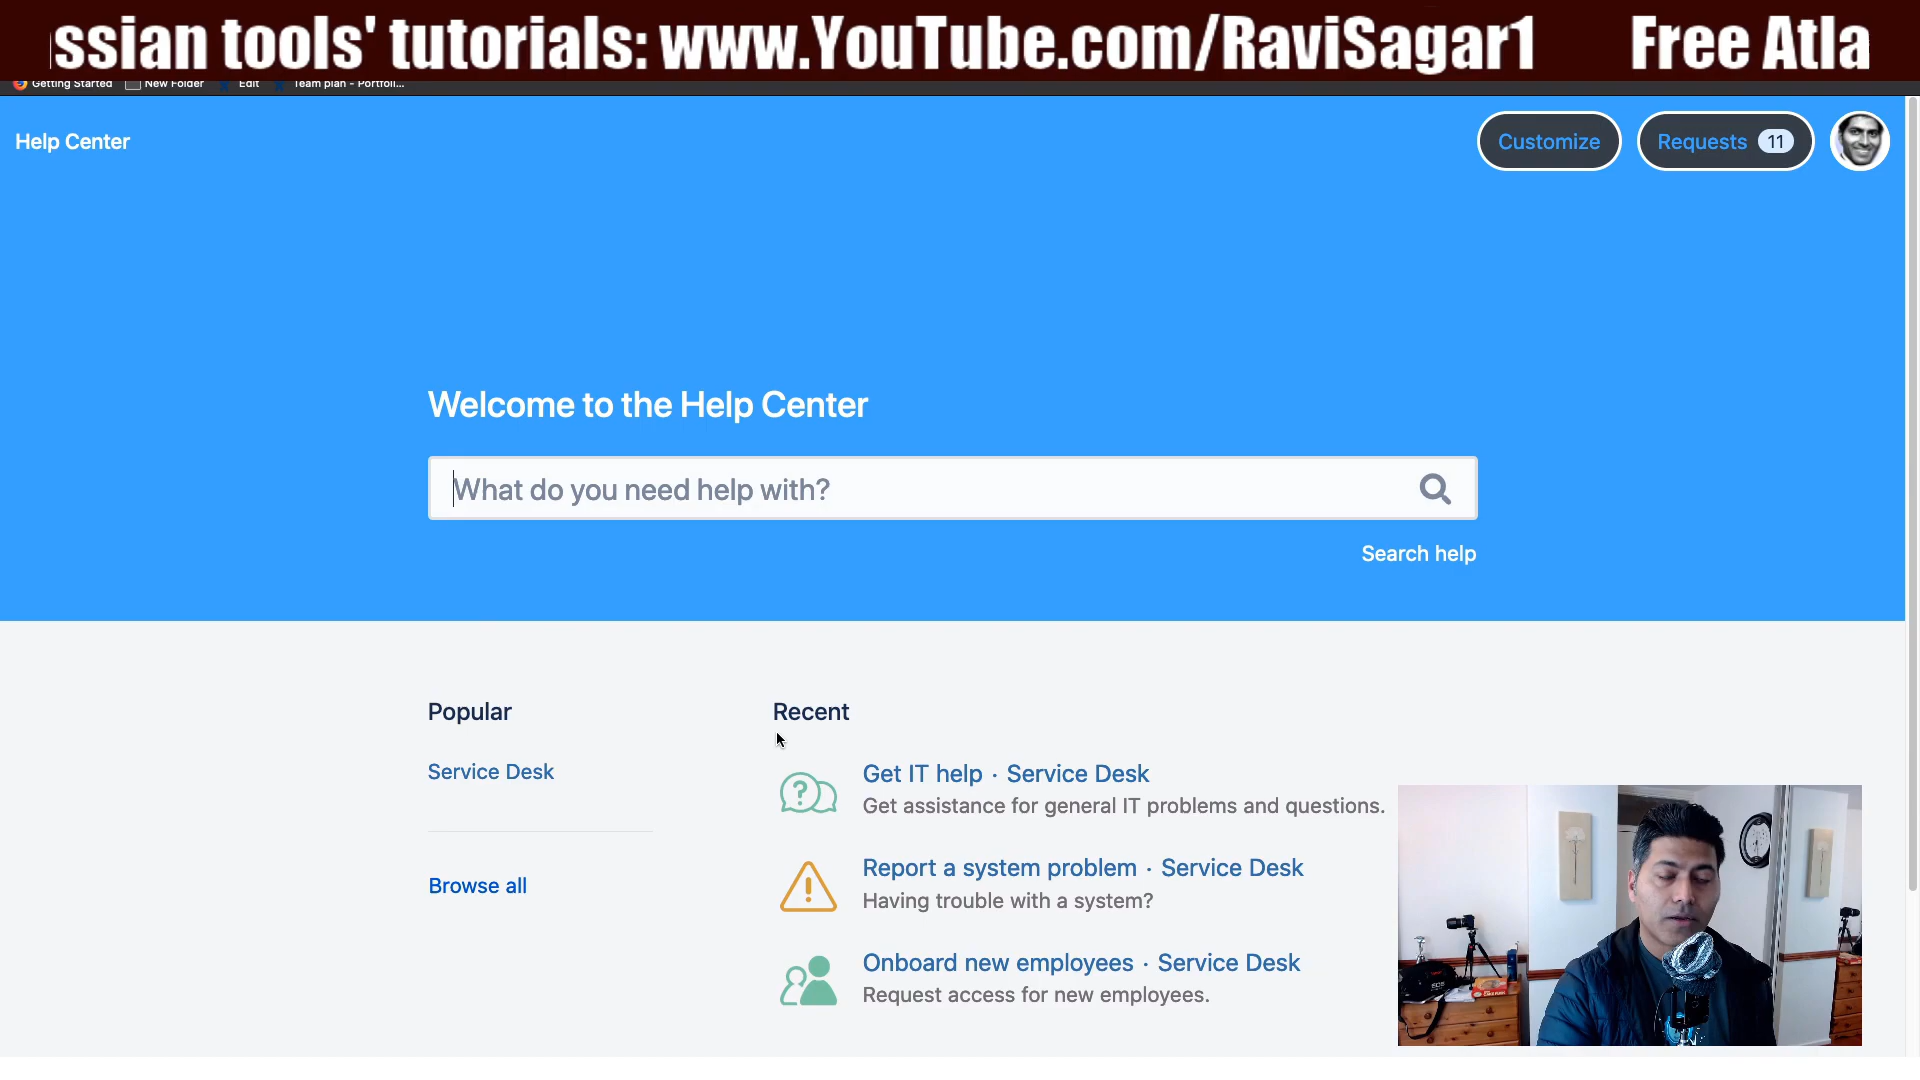 ssian tools' tutorials: www.YouTube.com/RaviSagar1 Free Atla
Getting Started New Folder Edit Team plan - Portfoli...
Help Center
Customize
Requests 11
Welcome to the Help Center
What do you need help with?
Search help
Popular
Service Desk
Browse all
Recent
Get IT help · Service Desk
Get assistance for general IT problems and questions.
Report a system problem · Service Desk
Having trouble with a system?
Onboard new employees · Service Desk
Request access for new employees.